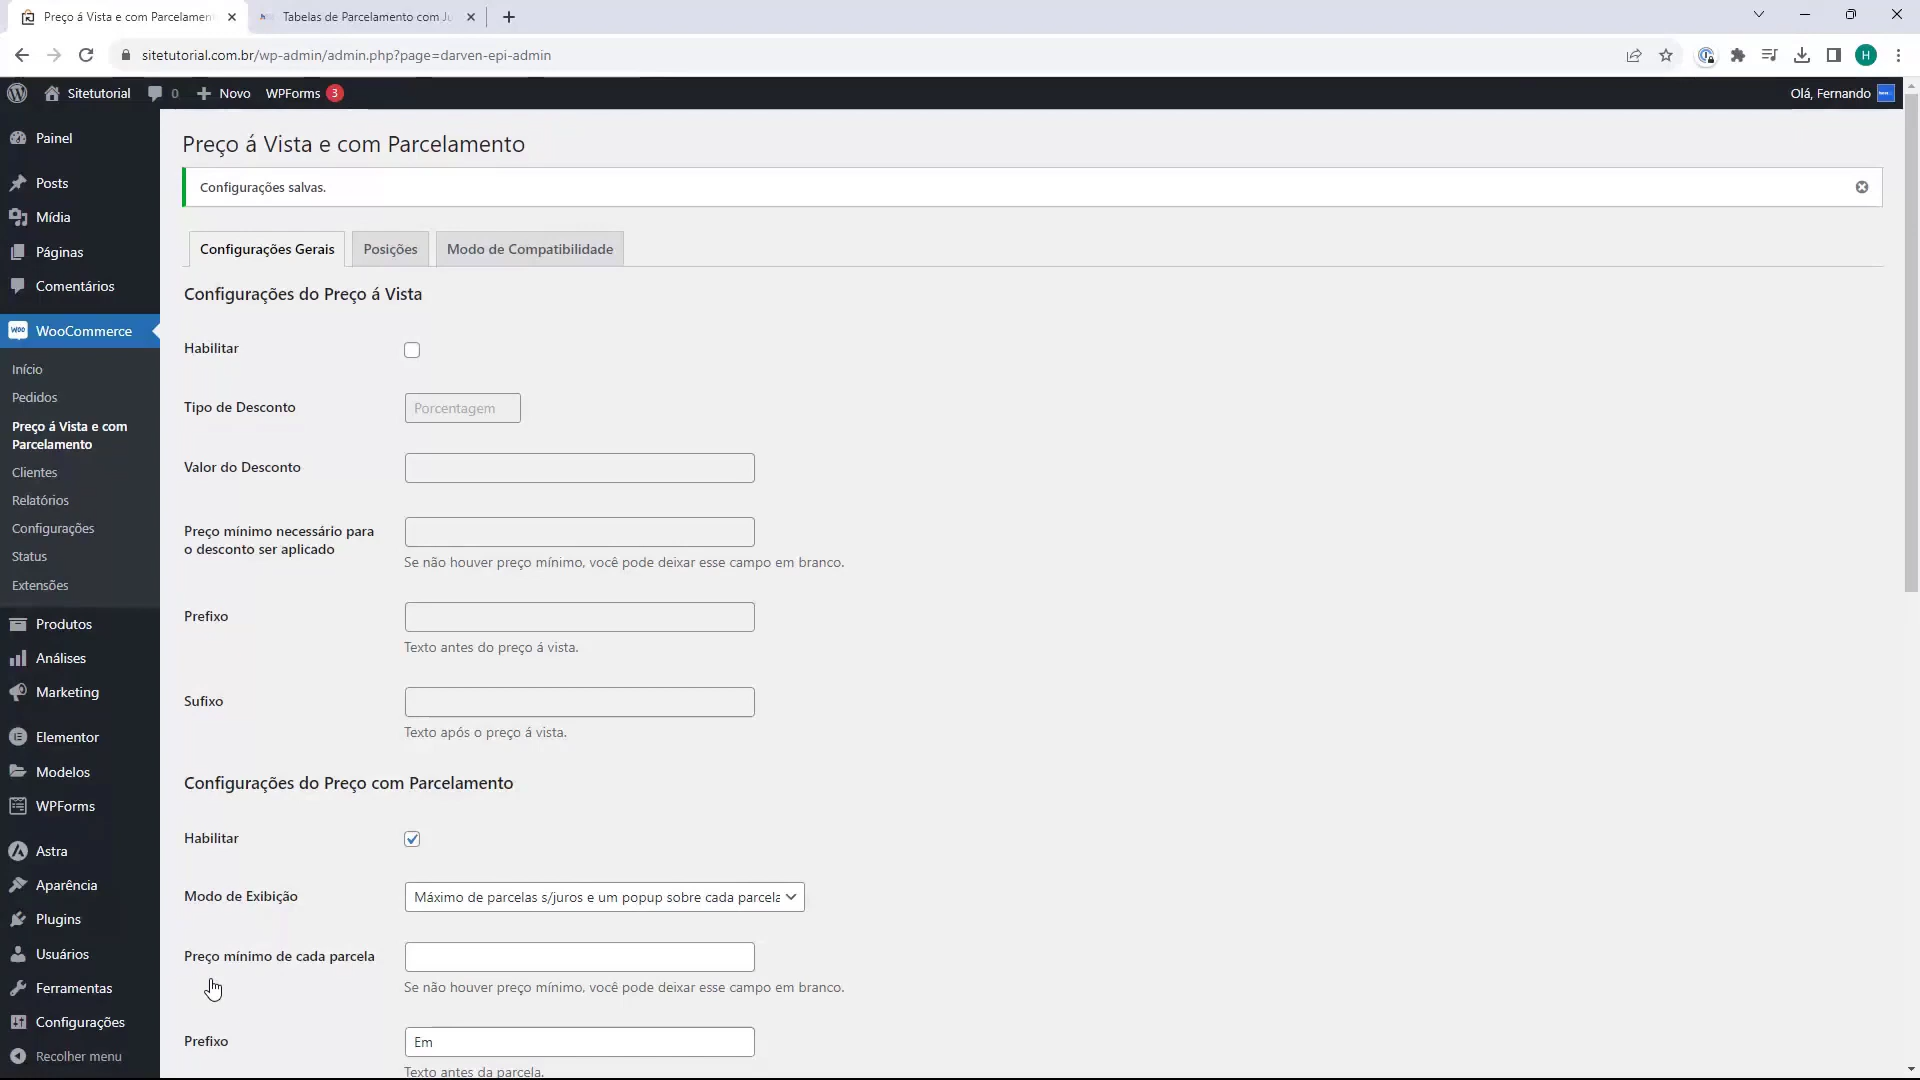 Preço á Vista e com Parcelamen
Tabelas de Parcelamento com Ju
sitetutorial.com.br/wp-admin/admin.php?page=darven-epi-admin
H
Sitetutorial
0
Novo
WPForms
3
Olá, Fernando
Painel
Posts
Mídia
Páginas
Comentários
WooCommerce
Início
Pedidos
Preço á Vista e com
Parcelamento
Clientes
Relatórios
Configurações
Status
Extensões
Produtos
Análises
Marketing
Elementor
Modelos
WPForms
Astra
Aparência
Plugins
Usuários
Ferramentas
Configurações
Recolher menu
Preço á Vista e com Parcelamento
Configurações salvas.
Configurações Gerais
Posições
Modo de Compatibilidade
Configurações do Preço á Vista
Habilitar
Tipo de Desconto
Porcentagem
Valor do Desconto
Preço mínimo necessário para
o desconto ser aplicado
Se não houver preço mínimo, você pode deixar esse campo em branco.
Prefixo
Texto antes do preço á vista.
Sufixo
Texto após o preço á vista.
Configurações do Preço com Parcelamento
Habilitar
Modo de Exibição
Máximo de parcelas s/juros e um popup sobre cada parcela
Preço mínimo de cada parcela
Se não houver preço mínimo, você pode deixar esse campo em branco.
Prefixo
Em
Texto antes da parcela.